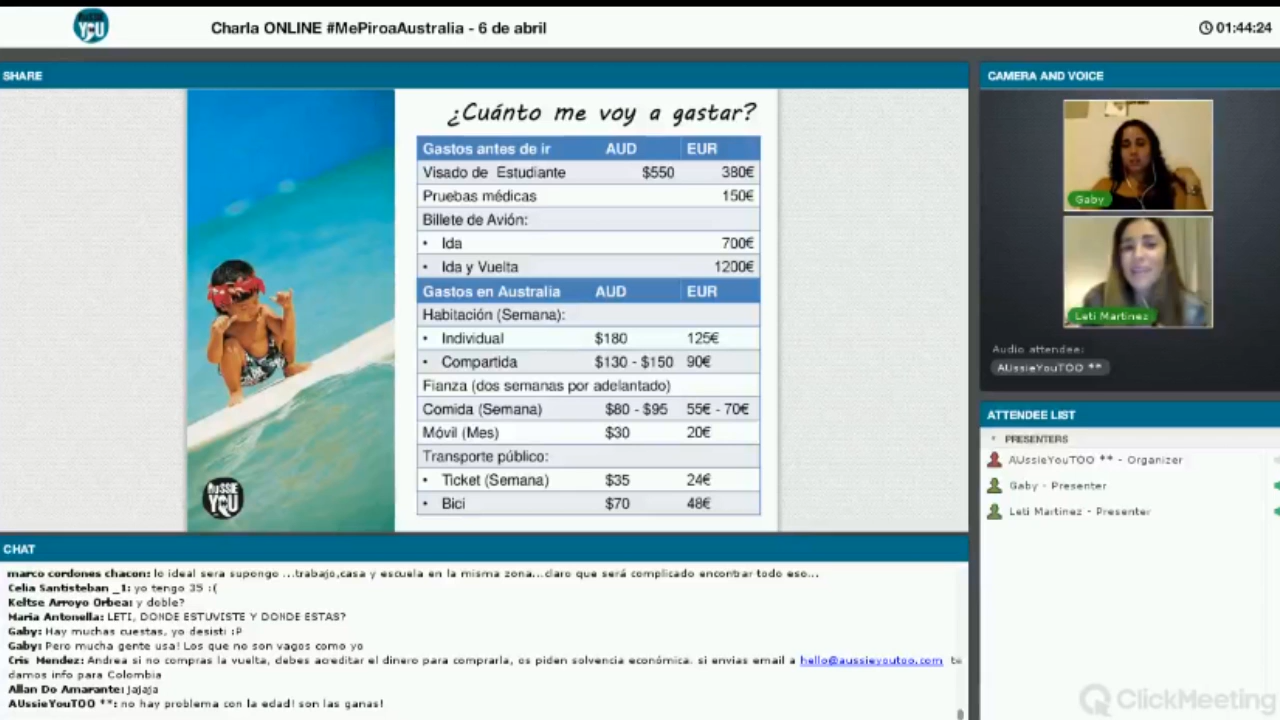 AUSSIE YOU
Charla ONLINE #MePiroaAustralia - 6 de abril
01:44:24
SHARE
¿Cuánto me voy a gastar?
Gastos antes de ir AUD EUR
Visado de Estudiante $550 380€
Pruebas médicas 150€
Billete de Avión:
• Ida 700€
• Ida y Vuelta 1200€
Gastos en Australia AUD EUR
Habitación (Semana):
• Individual $180 125€
• Compartida $130 - $150 90€
Fianza (dos semanas por adelantado)
Comida (Semana) $80 - $95 55€ - 70€
Móvil (Mes) $30 20€
Transporte público:
• Ticket (Semana) $35 24€
• Bici $70 48€
AUSSIE YOU
CAMERA AND VOICE
Gaby
Leti Martinez
Audio attendee:
AUssieYouTOO **
ATTENDEE LIST
PRESENTERS
AUssieYouTOO ** - Organizer
Gaby - Presenter
Leti Martinez - Presenter
CHAT
marco cordones chacon: lo ideal sera supongo ...trabajo,casa y escuela en la misma zona...claro que será complicado encontrar todo eso...
Celia Santisteban _1: yo tengo 35 :(
Keltse Arroyo Orbea: y doble?
Maria Antonella: LETI, DONDE ESTUVISTE Y DONDE ESTAS?
Gaby: Hay muchas cuestas, yo desisti :P
Gaby: Pero mucha gente usa! Los que no son vagos como yo
Cris Mendez: Andrea si no compras la vuelta, debes acreditar el dinero para comprarla, os piden solvencia económica. si envias email a hello@aussieyoutoo.com te
damos info para Colombia
Allan Do Amarante: jajaja
AUssieYouTOO **: no hay problema con la edad! son las ganas!
ClickMeeting